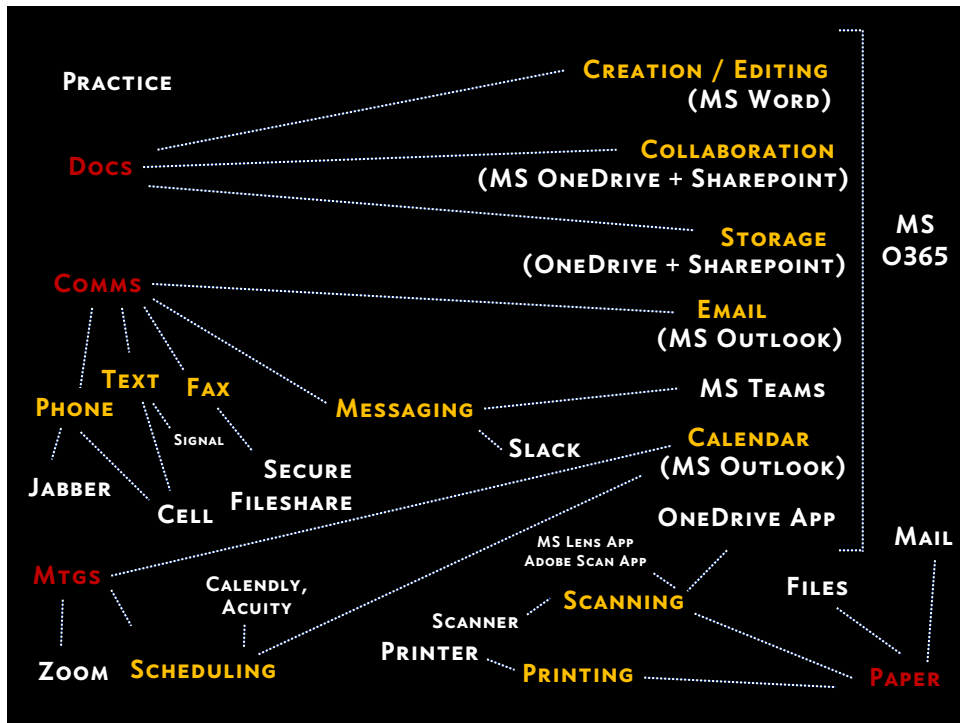 Practice
Creation / Editing
(MS Word)
Docs
Collaboration
(MS OneDrive + Sharepoint)
Storage
(OneDrive + Sharepoint)
MS
O365
Comms
Email
(MS Outlook)
Text
Fax
Phone
Messaging
MS Teams
Signal
Slack
Calendar
(MS Outlook)
Jabber
Cell
Secure
Fileshare
OneDrive App
Mail
Mtgs
Calendly,
Acuity
MS Lens App
Adobe Scan App
Files
Scanner
Scanning
Zoom
Scheduling
Printer
Printing
Paper